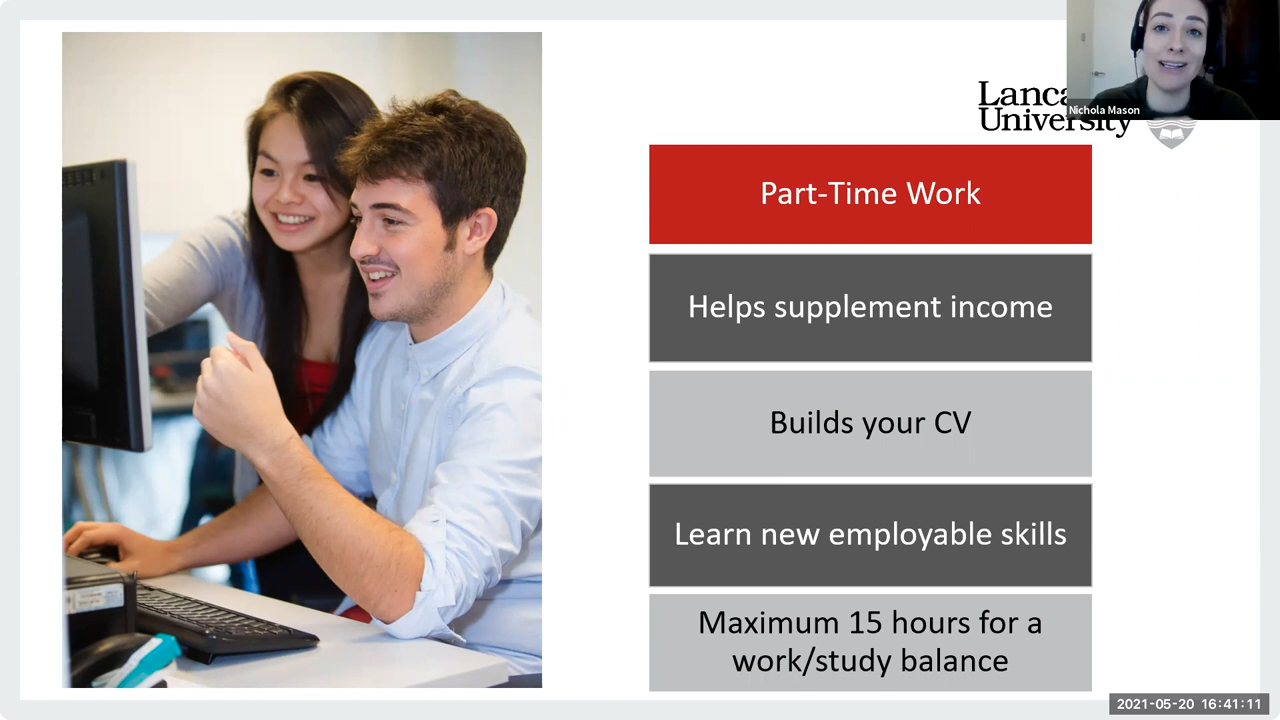 Nichola Mason
University
Part-Time Work
Helps supplement income
Builds your CV
Learn new employable skills
Maximum 15 hours for a
work/study balance
2021-05-20 16:41:11